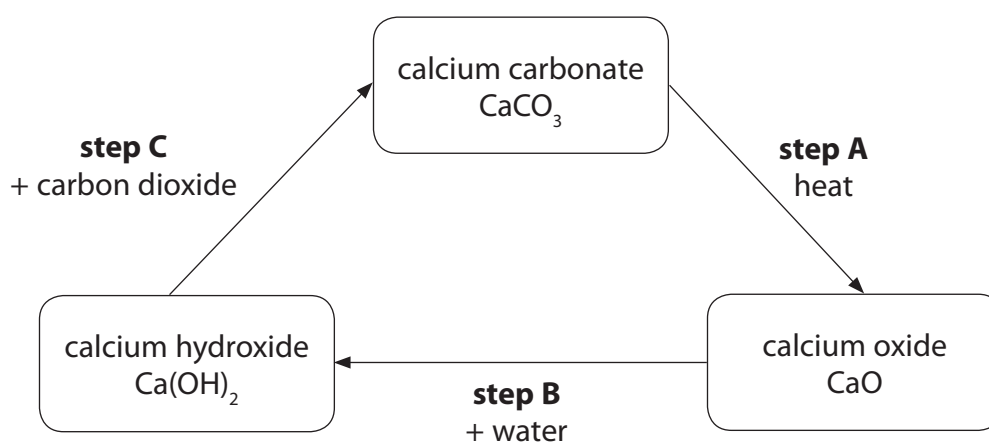 calcium carbonate
CaCO₃
step C
+ carbon dioxide
step A
heat
calcium hydroxide
Ca(OH)₂
step B
+ water
calcium oxide
CaO